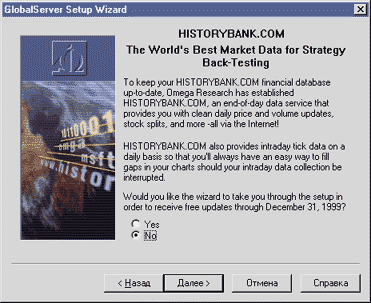 GlobalServer Setup Wizard
HISTORYBANK.COM
The World's Best Market Data for Strategy
Back-Testing
To keep your HISTORYBANK.COM financial database
up-to-date, Omega Research has established
HISTORYBANK.COM, an end-of-day data service that
provides you with clean daily price and volume updates,
stock splits, and more -all via the Internet!
HISTORYBANK.COM also provides intraday tick data on a
daily basis so that you'll always have an easy way to fill
gaps in your charts should your intraday data collection be
interrupted.
Would you like the wizard to take you through the setup in
order to receive free updates through December 31, 1999?
Yes
No
< Назад
Далее >
Отмена
Справка